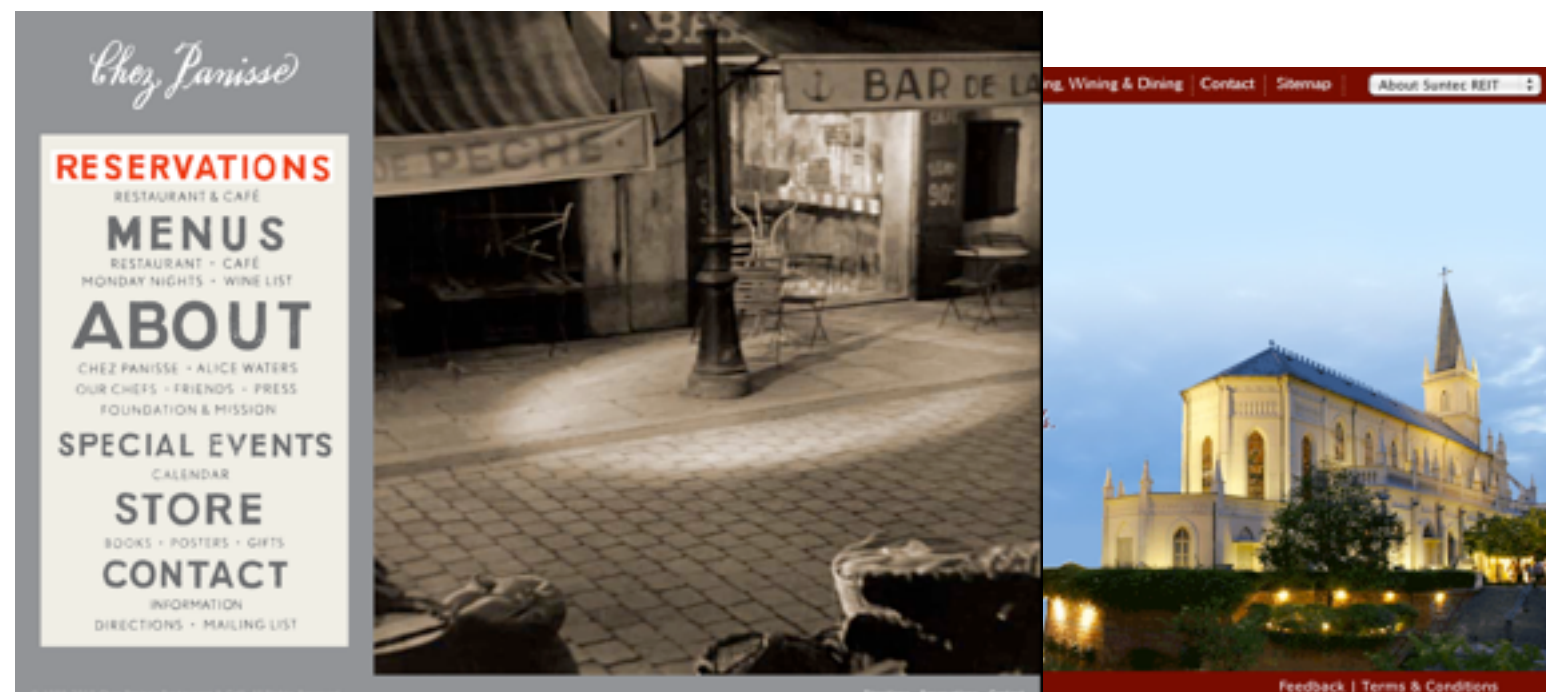 Chez Panisse
RESERVATIONS
RESTAURANT & CAFÉ
MENUS
RESTAURANT • CAFÉ
MONDAY NIGHTS • WINE LIST
ABOUT
CHEZ PANISSE • ALICE WATERS
OUR CHEFS • FRIENDS • PRESS
FOUNDATION & MISSION
SPECIAL EVENTS
CALENDAR
STORE
BOOKS • POSTERS • GIFTS
CONTACT
INFORMATION
DIRECTIONS • MAILING LIST
BAR
BAR DE LA
DE PECHE
90
ng, Wining & Dining Contact Sitemap About Suntec REIT
Feedback | Terms & Conditions